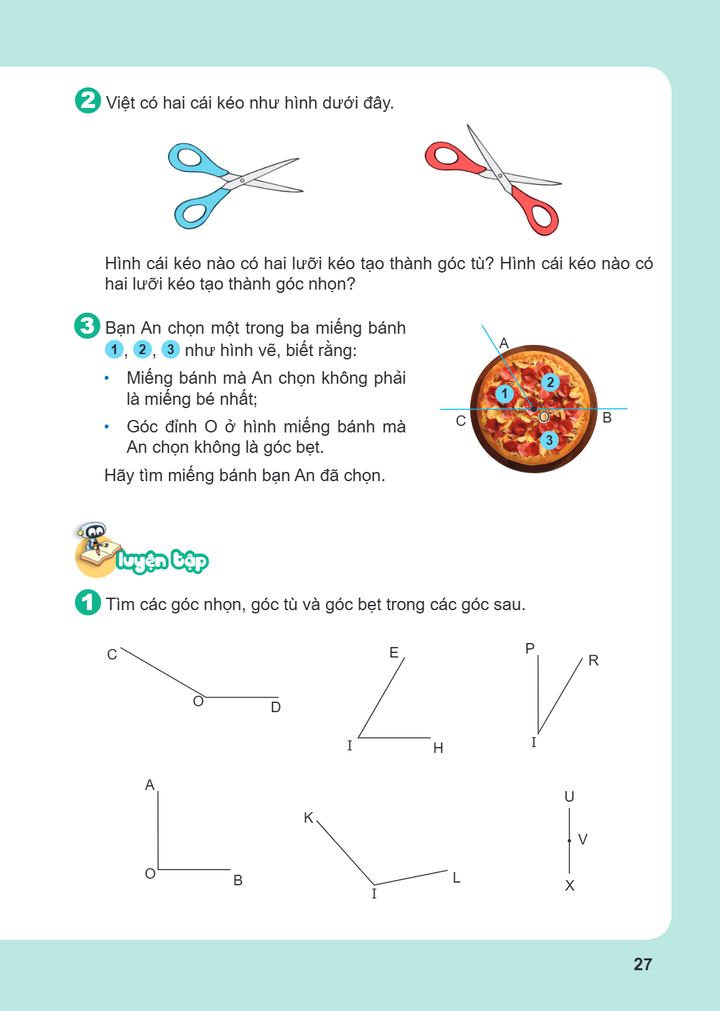 2 Việt có hai cái kéo như hình dưới đây.
Hình cái kéo nào có hai lưỡi kéo tạo thành góc tù? Hình cái kéo nào có
hai lưỡi kéo tạo thành góc nhọn?
3 Bạn An chọn một trong ba miếng bánh
1, 2, 3 như hình vẽ, biết rằng:
• Miếng bánh mà An chọn không phải
là miếng bé nhất;
• Góc đỉnh O ở hình miếng bánh mà
An chọn không là góc bẹt.
Hãy tìm miếng bánh bạn An đã chọn.
A
1 2
C O B
3
luyện tập
1 Tìm các góc nhọn, góc tù và góc bẹt trong các góc sau.
C O D
E I H
P R I
A O B
K I L
U V X
27